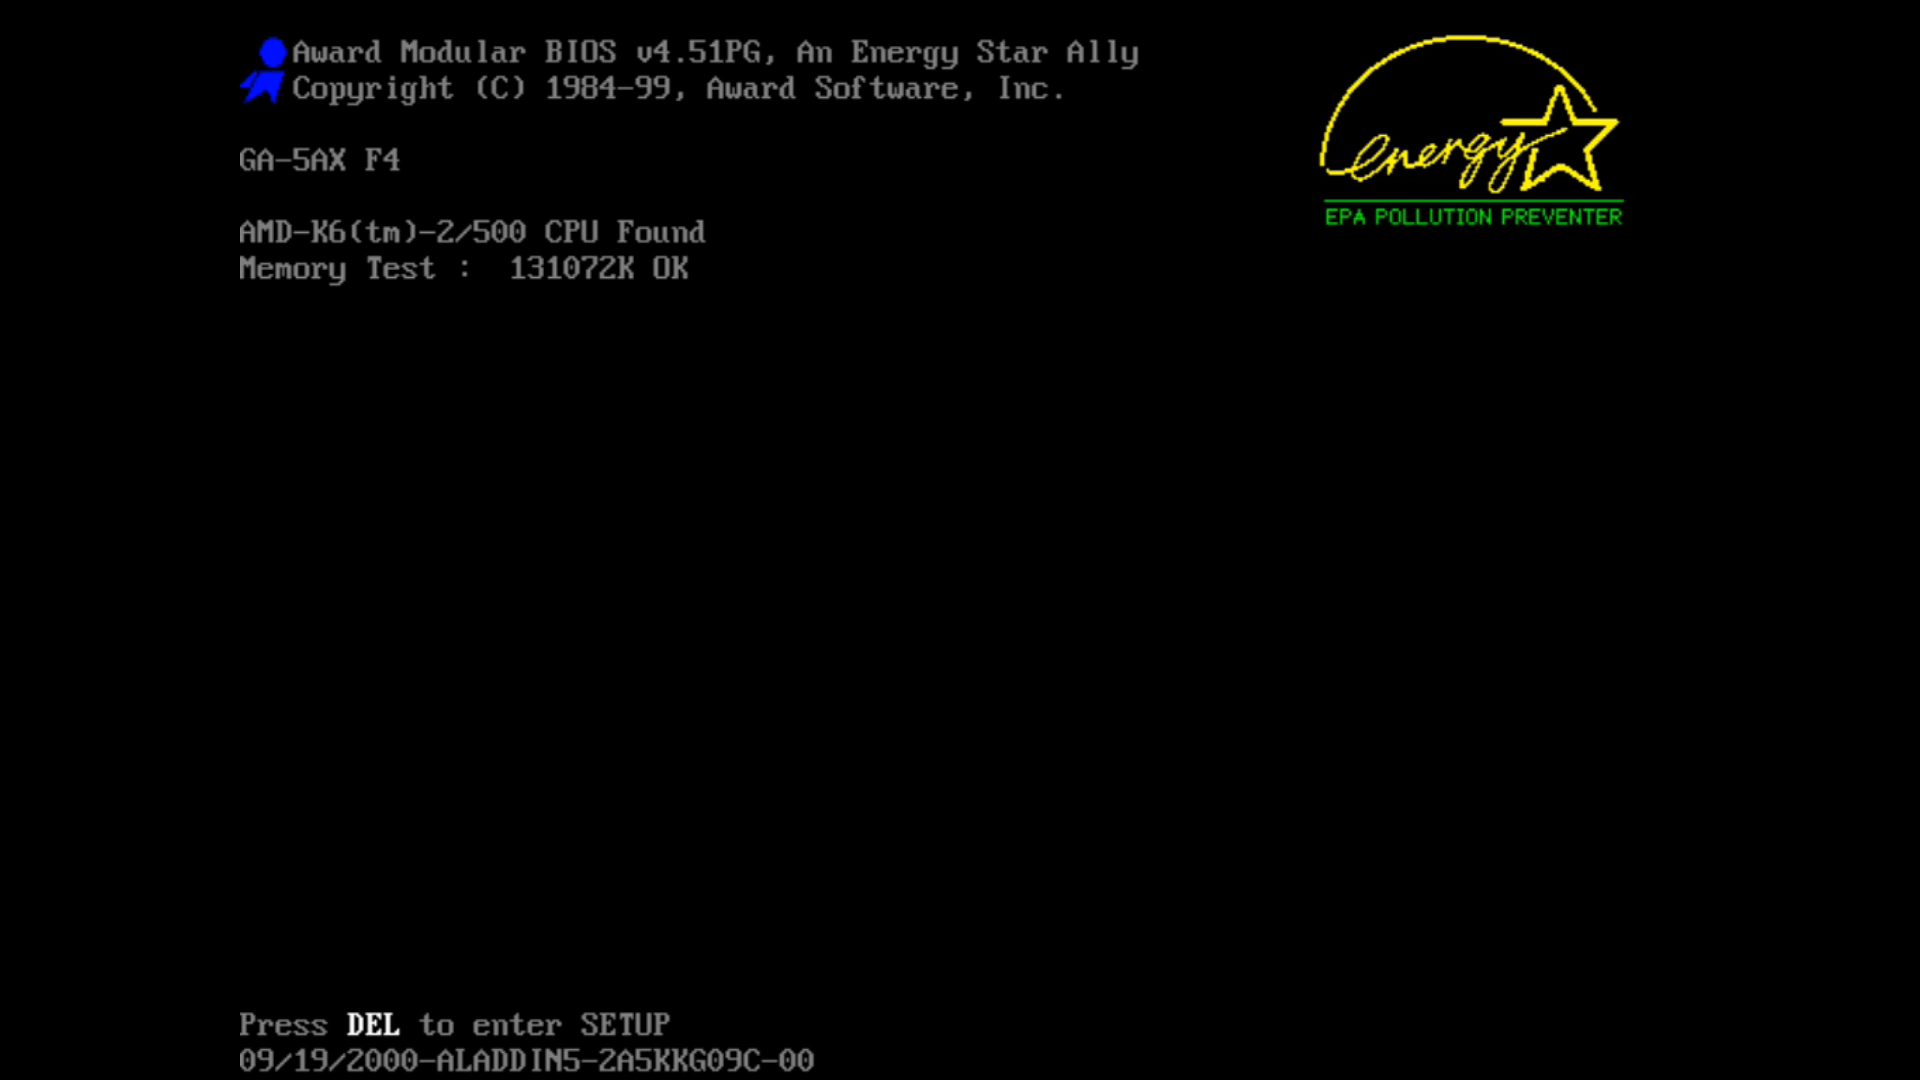 Award Modular BIOS v4.51PG, An Energy Star Ally
Copyright (C) 1984-99, Award Software, Inc.
energy
EPA POLLUTION PREVENTER
GA-5AX F4
AMD-K6(tm)-2/500 CPU Found
Memory Test :  131072K OK
Press DEL to enter SETUP
09/19/2000-ALADDIN5-2A5KKG09C-00